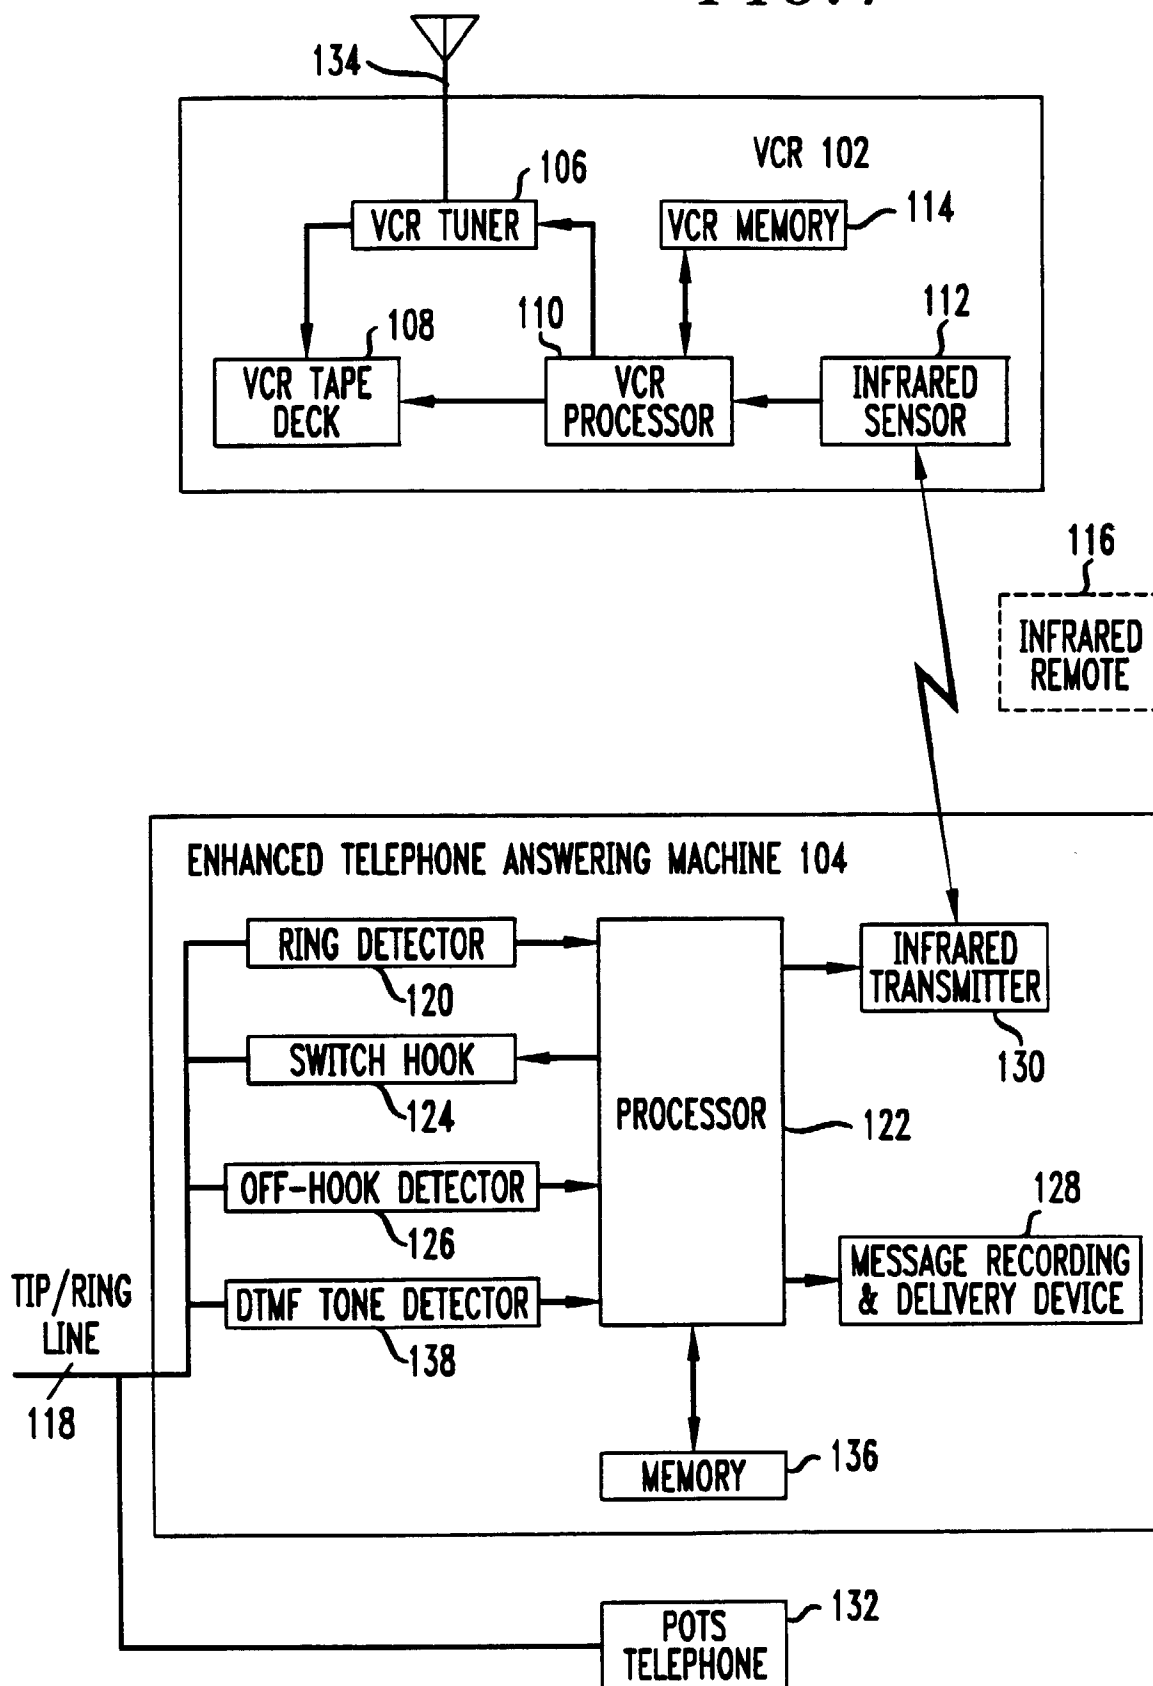 134
VCR 102
106
VCR TUNER
VCR MEMORY
114
108
110
112
VCR TAPE
DECK
VCR
PROCESSOR
INFRARED
SENSOR
116
INFRARED
REMOTE
ENHANCED TELEPHONE ANSWERING MACHINE 104
RING DETECTOR
120
INFRARED
TRANSMITTER
130
SWITCH HOOK
124
PROCESSOR
122
OFF-HOOK DETECTOR
126
128
MESSAGE RECORDING
& DELIVERY DEVICE
TIP/RING
LINE
118
DTMF TONE DETECTOR
138
MEMORY
136
132
POTS
TELEPHONE